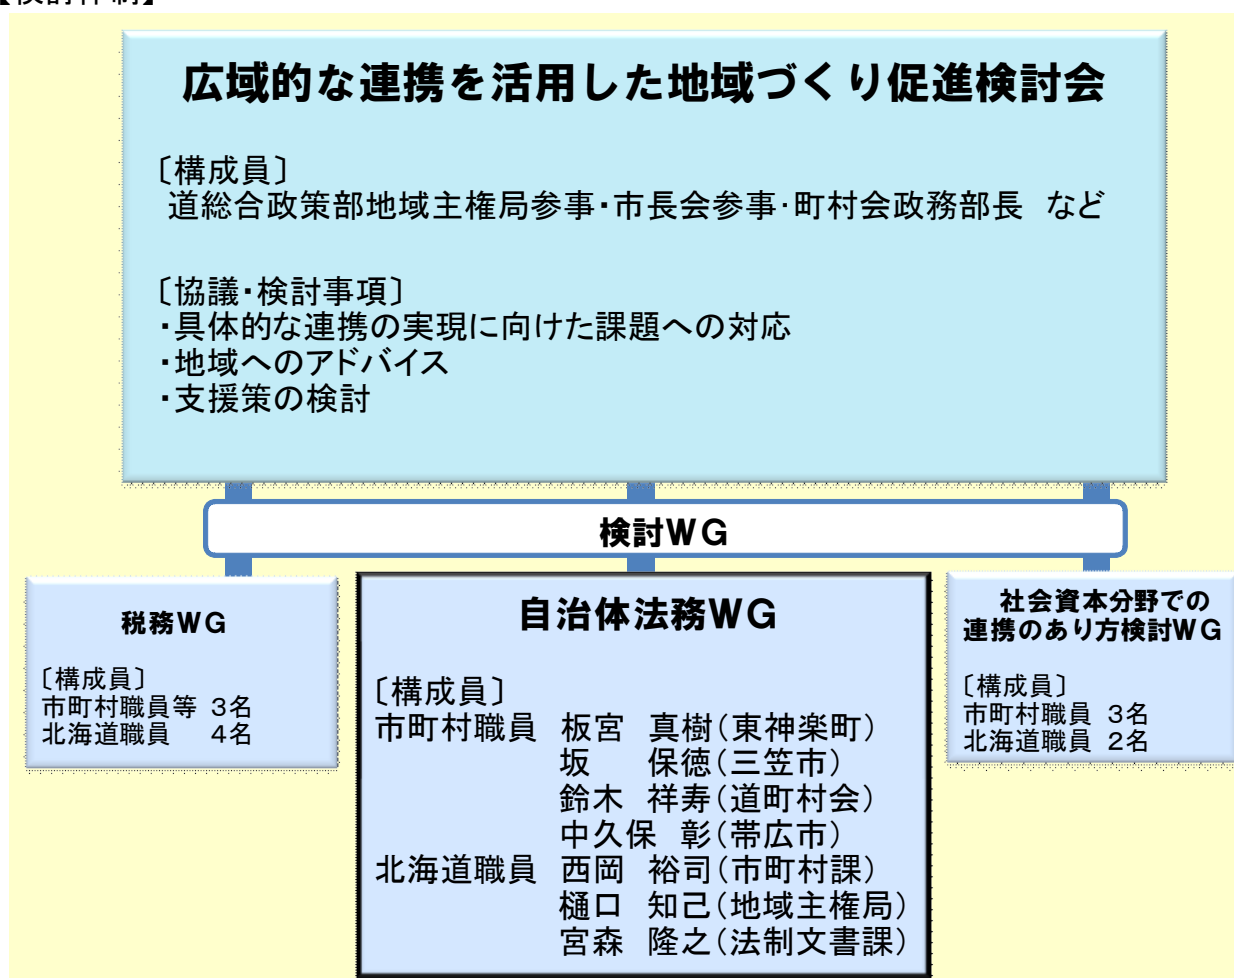 【検討体制】
広域的な連携を活用した地域づくり促進検討会
〔構成員〕
道総合政策部地域主権局参事・市長会参事・町村会政務部長 など
〔協議・検討事項〕
・具体的な連携の実現に向けた課題への対応
・地域へのアドバイス
・支援策の検討
検討ＷＧ
税務ＷＧ
〔構成員〕
市町村職員等 ３名
北海道職員 ４名
自治体法務ＷＧ
〔構成員〕
市町村職員 板宮 真樹（東神楽町）
坂 保徳（三笠市）
鈴木 祥寿（道町村会）
中久保 彰（帯広市）
北海道職員 西岡 裕司（市町村課）
樋口 知己（地域主権局）
宮森 隆之（法制文書課）
社会資本分野での
連携のあり方検討ＷＧ
〔構成員〕
市町村職員 ３名
北海道職員 ２名